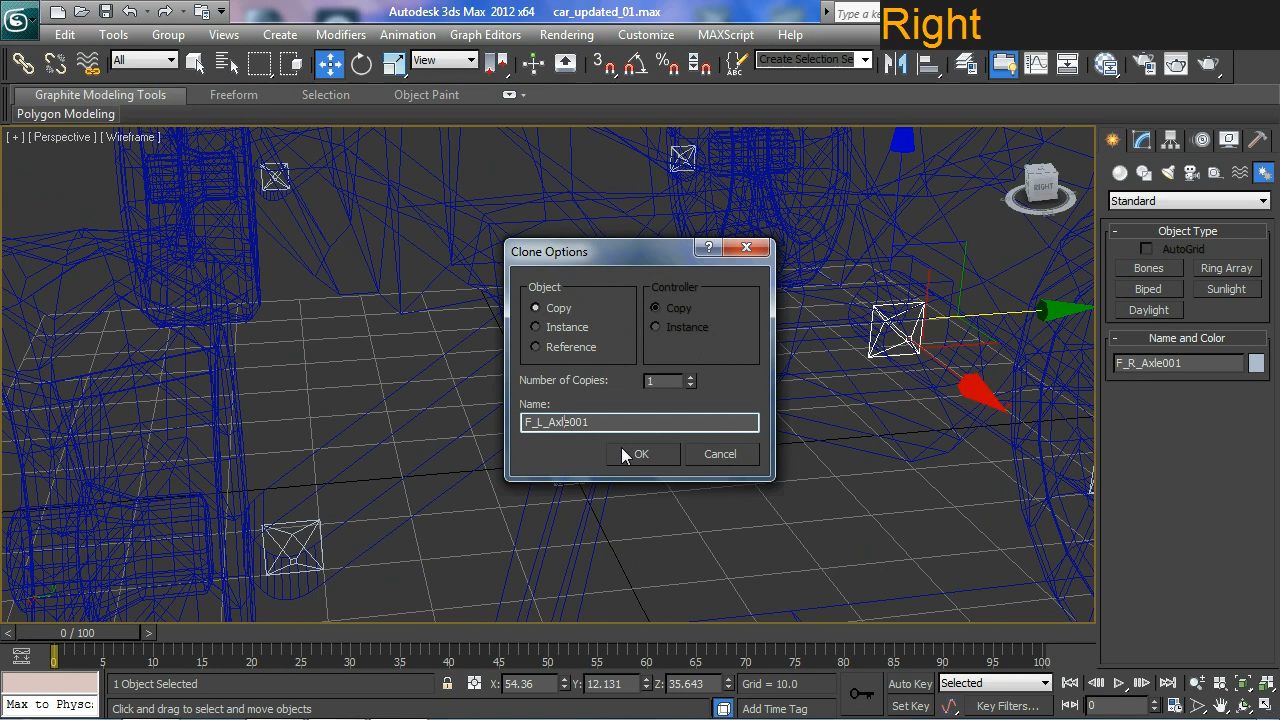 Autodesk 3ds Max 2012 x64 car_updated_01.max
Type a ke
Right
Edit Tools Group Views Create Modifiers Animation Graph Editors Rendering Customize MAXScript Help
All
View
3
Create Selection Se
Graphite Modeling Tools Freeform Selection Object Paint
Polygon Modeling
[ + ] [ Perspective ] [ Wireframe ]
RIGHT
Standard
- Object Type
AutoGrid
Bones Ring Array
Biped Sunlight
Daylight
- Name and Color
F_R_Axle001
Clone Options
Object
Copy
Instance
Reference
Controller
Copy
Instance
Number of Copies: 1
Name:
F_L_Axle001
OK Cancel
< 0 / 100 >
0 5 10 15 20 25 30 35 40 45 50 55 60 65 70 75 80 85 90 95 100
1 Object Selected
X: 54.36 Y: 12.131 Z: 35.643 Grid = 10.0
Auto Key Selected
Max to Physc
Click and drag to select and move objects
Add Time Tag
Set Key Key Filters... 0